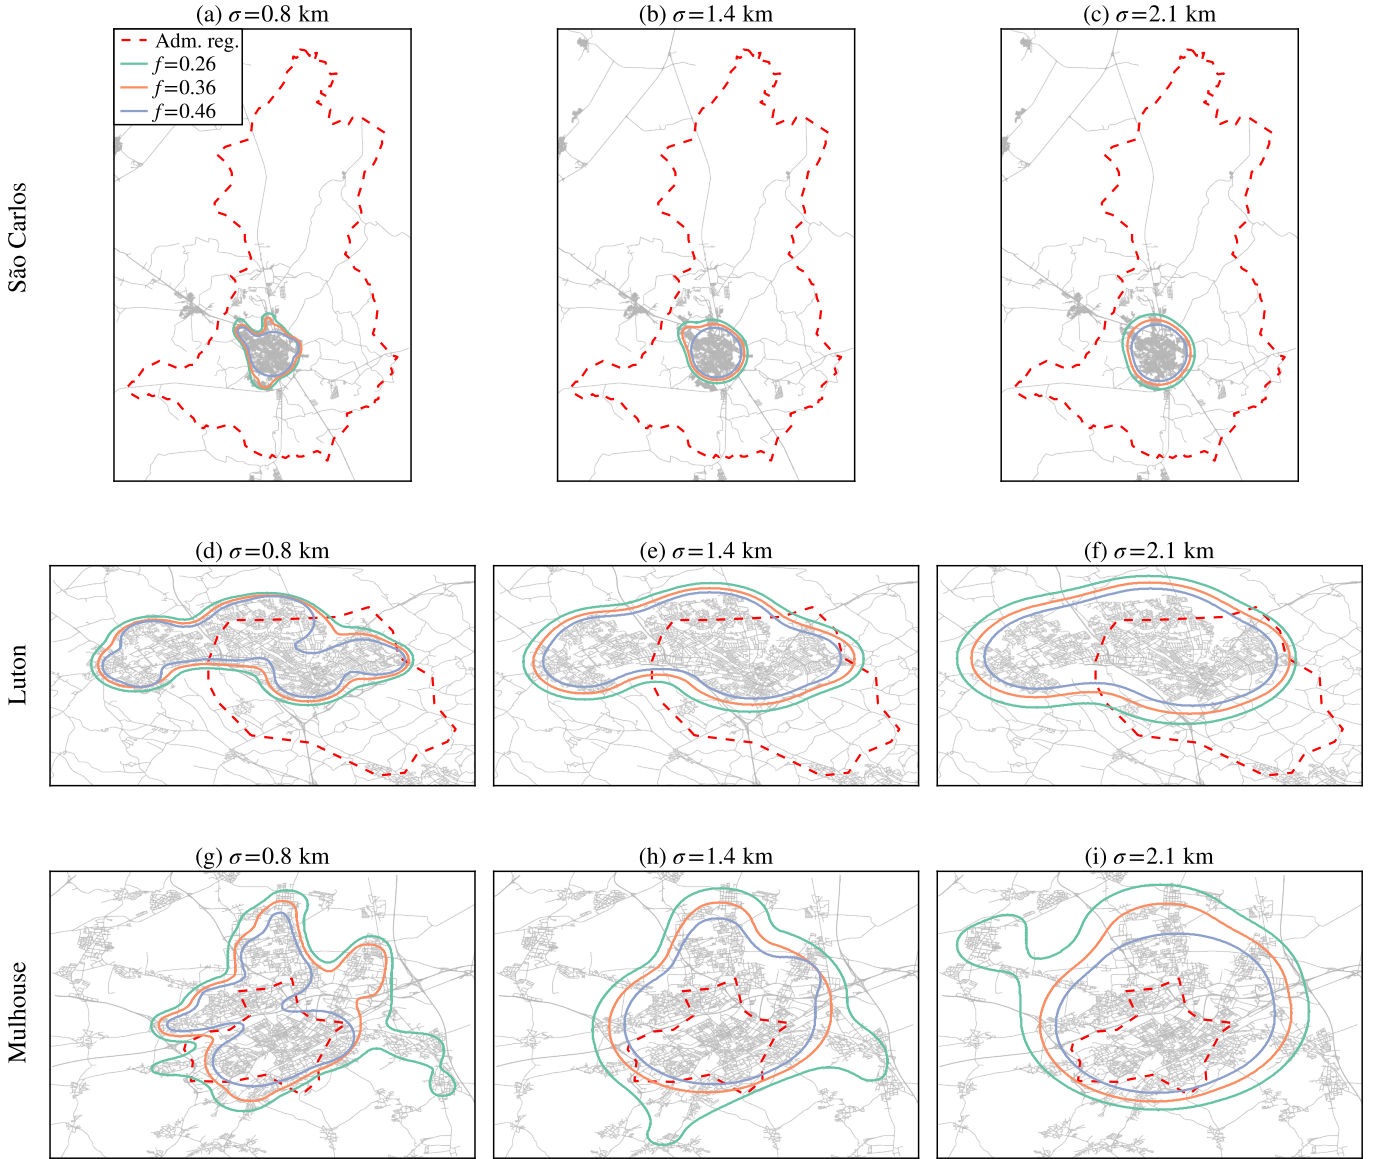 (a) σ=0.8 km
(b) σ=1.4 km
(c) σ=2.1 km
Adm. reg.
f=0.26
f=0.36
f=0.46
São Carlos
(d) σ=0.8 km
(e) σ=1.4 km
(f) σ=2.1 km
Luton
(g) σ=0.8 km
(h) σ=1.4 km
(i) σ=2.1 km
Mulhouse